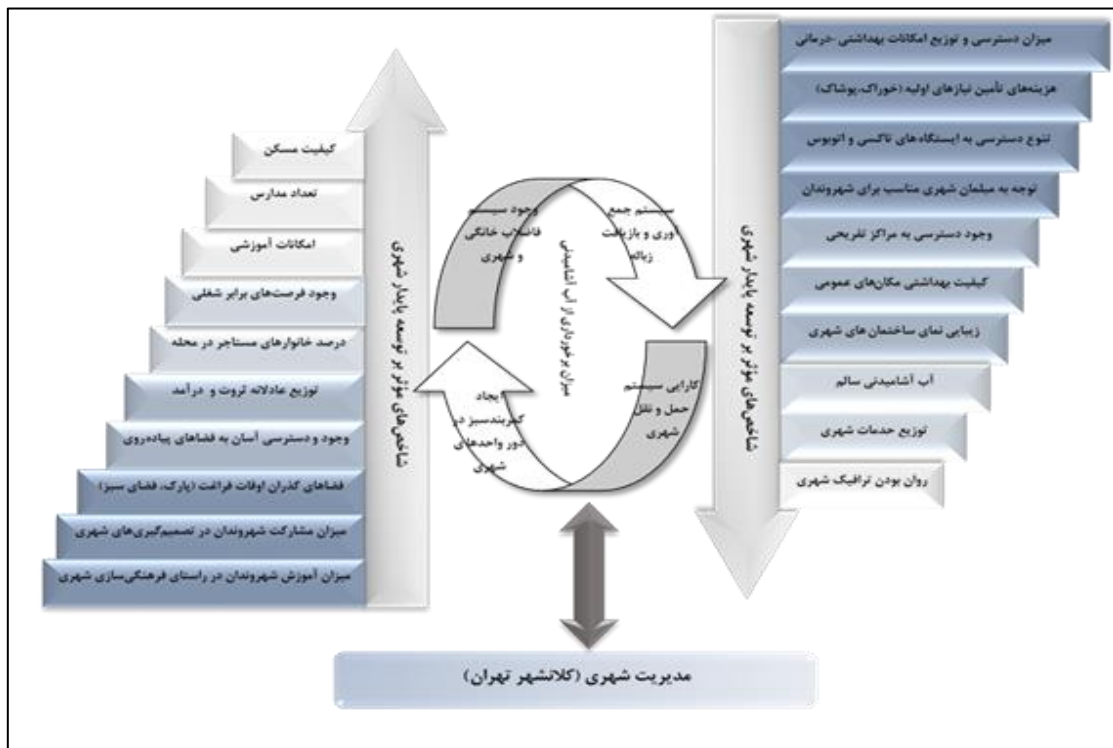 میزان دسترسی و توزیع امکانات بهداشتی -درمانی
هزینه‌های تأمین نیازهای اولیه (خوراک،پوشاک)
تنوع دسترسی به ایستگاه های تاکسی و اتوبوس
توجه به مبلمان شهری مناسب برای شهروندان
وجود دسترسی به مراکز تفریحی
کیفیت بهداشتی مکان‌های عمومی
زیبایی نمای ساختمان های شهری
آب آشامیدنی سالم
توزیع خدمات شهری
روان بودن ترافیک شهری
شاخص‌های مؤثر بر توسعه پایدار شهری
سیستم جمع
آوری و بازیافت
زباله
وجود سیستم
فاضلاب خانگی
و شهری
میزان برخورداری از آب آشامیدنی
کارایی سیستم
حمل و نقل
شهری
ایجاد
کمربندسبز در
دور واحدهای
شهری
شاخص‌های مؤثر بر توسعه پایدار شهری
کیفیت مسکن
تعداد مدارس
امکانات آموزشی
وجود فرصت‌های برابر شغلی
درصد خانوارهای مستاجر در محله
توزیع عادلانه ثروت و درآمد
وجود و دسترسی آسان به فضاهای پیاده‌روی
فضاهای گذران اوقات فراغت (پارک، فضای سبز)
میزان مشارکت شهروندان در تصمیم‌گیری‌های شهری
میزان آموزش شهروندان در راستای فرهنگی‌سازی شهری
مدیریت شهری (کلانشهر تهران)